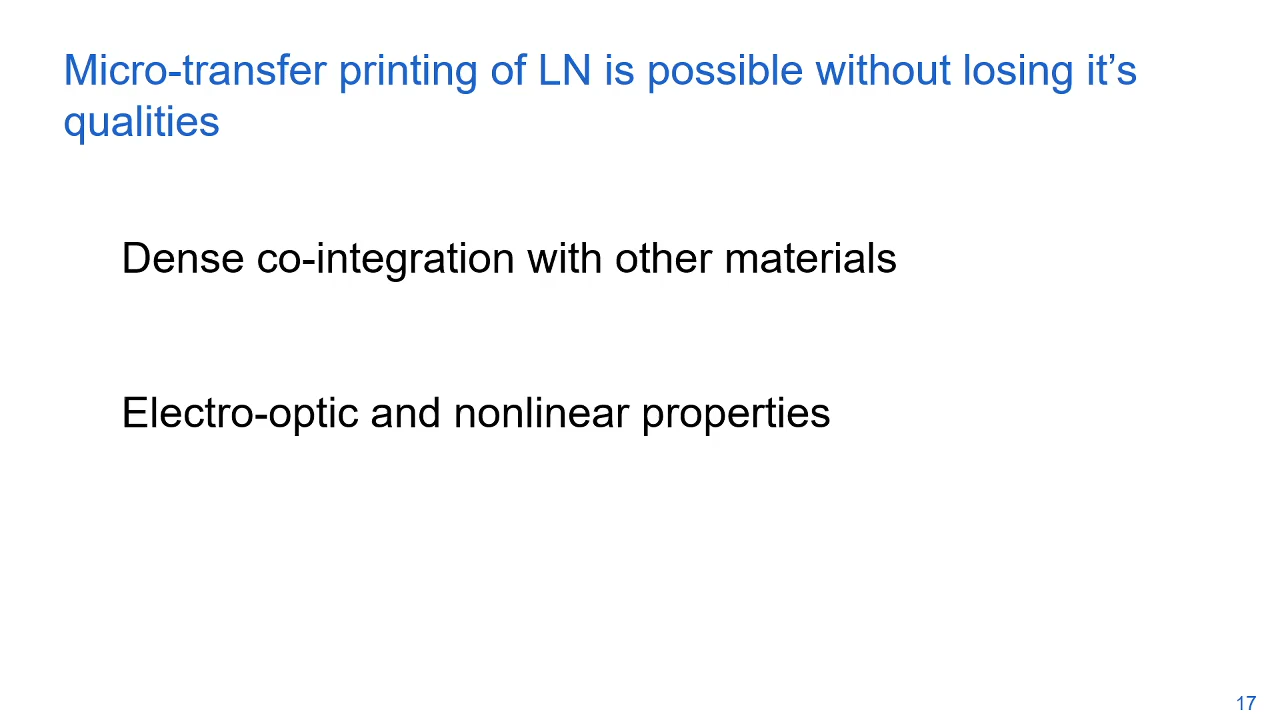 Micro-transfer printing of LN is possible without losing it’s
qualities
Dense co-integration with other materials
Electro-optic and nonlinear properties
17